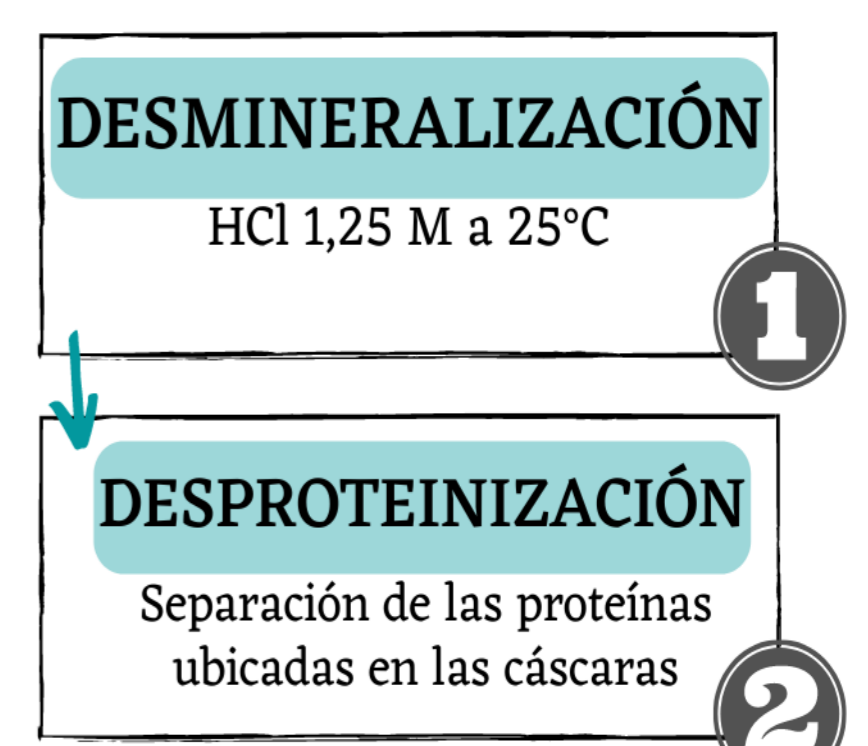 DESMINERALIZACIÓN
HCl 1,25 M a 25°C
1
DESPROTEINIZACIÓN
Separación de las proteínas
ubicadas en las cáscaras
2